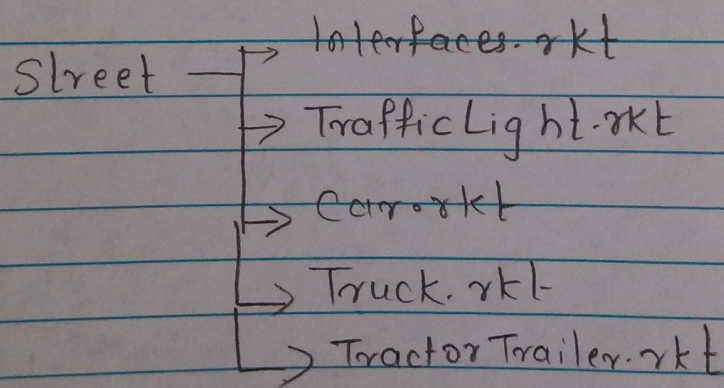 Interfaces.rkt
Street
TrafficLight.rkt
Car.rkt
Truck.rkt
TractorTrailer.rkt